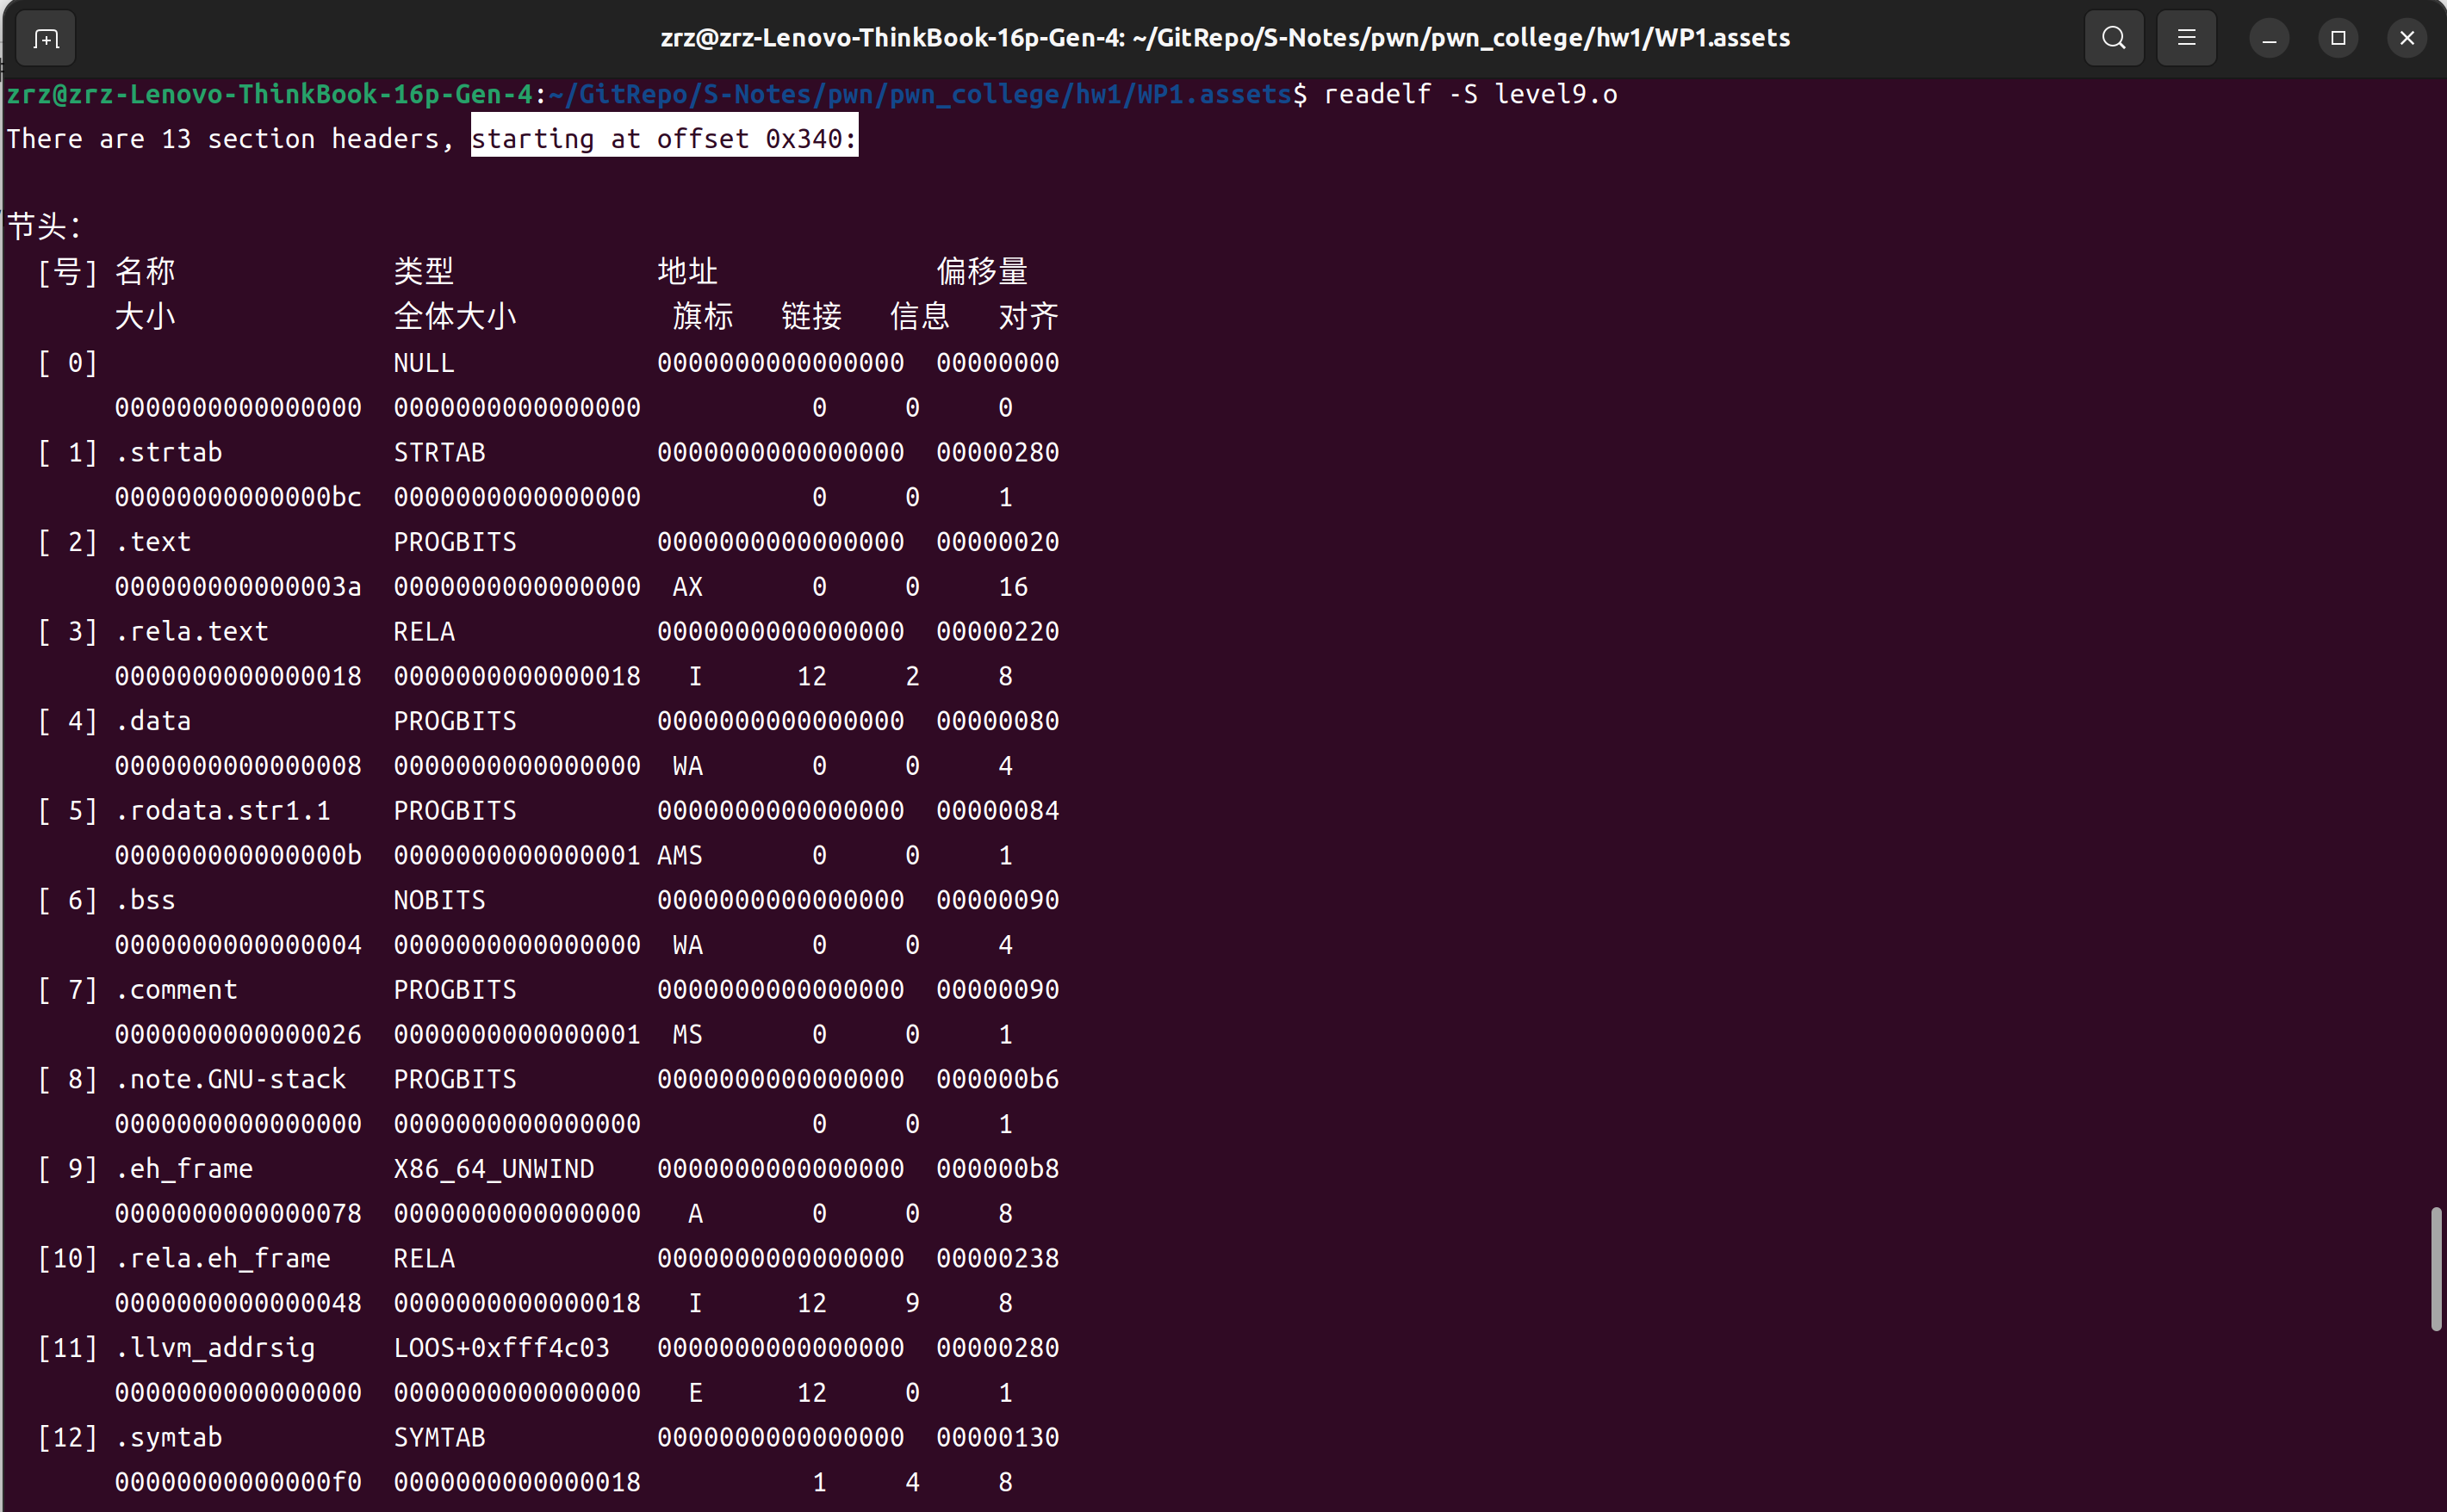 zrz@zrz-Lenovo-ThinkBook-16p-Gen-4: ~/GitRepo/S-Notes/pwn/pwn_college/hw1/WP1.assets
zrz@zrz-Lenovo-ThinkBook-16p-Gen-4:~/GitRepo/S-Notes/pwn/pwn_college/hw1/WP1.assets$ readelf -S level9.o
There are 13 section headers, starting at offset 0x340:
节头：
[号] 名称 类型 地址 偏移量
大小 全体大小 旗标 链接 信息 对齐
[ 0] NULL 0000000000000000 00000000
0000000000000000 0000000000000000 0 0 0
[ 1] .strtab STRTAB 0000000000000000 00000280
00000000000000bc 0000000000000000 0 0 1
[ 2] .text PROGBITS 0000000000000000 00000020
000000000000003a 0000000000000000 AX 0 0 16
[ 3] .rela.text RELA 0000000000000000 00000220
0000000000000018 0000000000000018 I 12 2 8
[ 4] .data PROGBITS 0000000000000000 00000080
0000000000000008 0000000000000000 WA 0 0 4
[ 5] .rodata.str1.1 PROGBITS 0000000000000000 00000084
000000000000000b 0000000000000001 AMS 0 0 1
[ 6] .bss NOBITS 0000000000000000 00000090
0000000000000004 0000000000000000 WA 0 0 4
[ 7] .comment PROGBITS 0000000000000000 00000090
0000000000000026 0000000000000001 MS 0 0 1
[ 8] .note.GNU-stack PROGBITS 0000000000000000 000000b6
0000000000000000 0000000000000000 0 0 1
[ 9] .eh_frame X86_64_UNWIND 0000000000000000 000000b8
0000000000000078 0000000000000000 A 0 0 8
[10] .rela.eh_frame RELA 0000000000000000 00000238
0000000000000048 0000000000000018 I 12 9 8
[11] .llvm_addrsig LOOS+0xfff4c03 0000000000000000 00000280
0000000000000000 0000000000000000 E 12 0 1
[12] .symtab SYMTAB 0000000000000000 00000130
00000000000000f0 0000000000000018 1 4 8